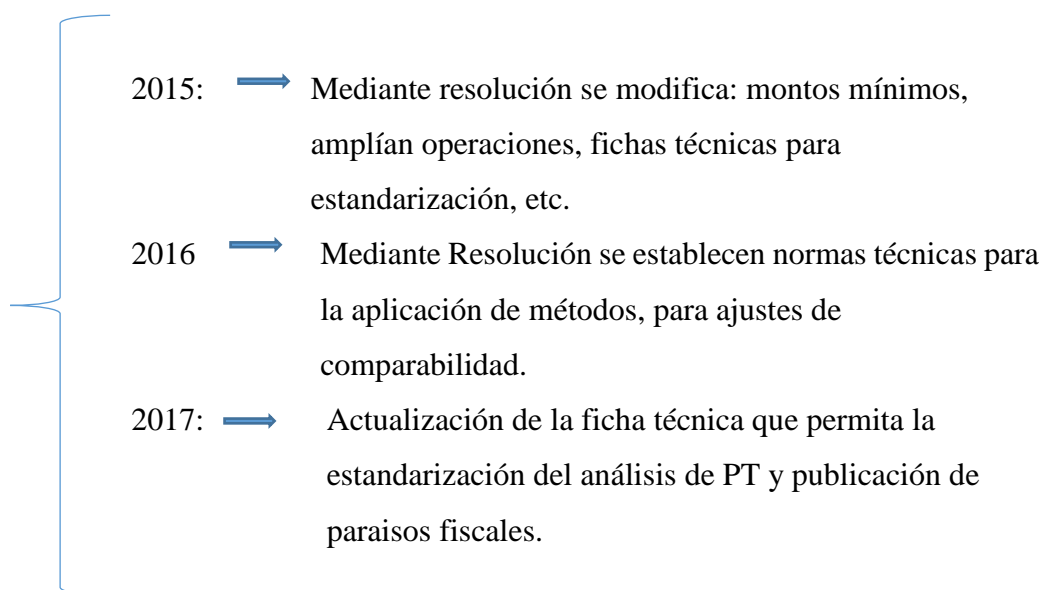 2015: Mediante resolución se modifica: montos mínimos,
amplían operaciones, fichas técnicas para
estandarización, etc.
2016 Mediante Resolución se establecen normas técnicas para
la aplicación de métodos, para ajustes de
comparabilidad.
2017: Actualización de la ficha técnica que permita la
estandarización del análisis de PT y publicación de
paraisos fiscales.